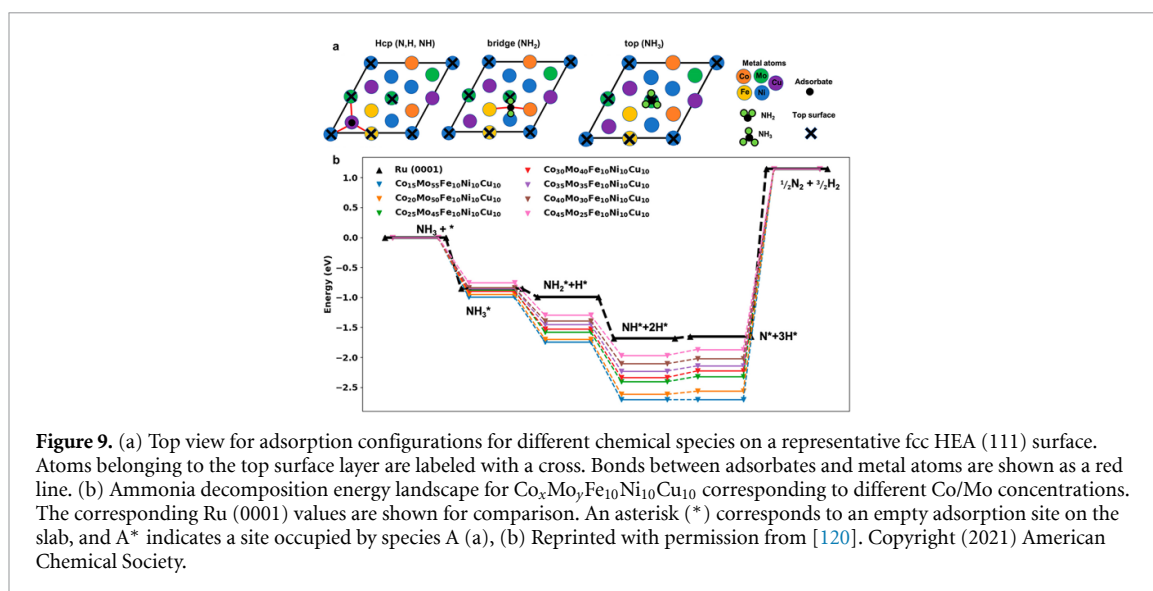 a
Hcp (N,H, NH)
bridge (NH₂)
top (NH₃)
Metal atoms
Co Mo Cu
Fe Ni
Adsorbate
NH₂
NH₃
Top surface
b
Ru (0001)
Co₁₅Mo₅₅Fe₁₀Ni₁₀Cu₁₀
Co₂₀Mo₅₀Fe₁₀Ni₁₀Cu₁₀
Co₂₅Mo₄₅Fe₁₀Ni₁₀Cu₁₀
Co₃₀Mo₄₀Fe₁₀Ni₁₀Cu₁₀
Co₃₅Mo₃₅Fe₁₀Ni₁₀Cu₁₀
Co₄₀Mo₃₀Fe₁₀Ni₁₀Cu₁₀
Co₄₅Mo₂₅Fe₁₀Ni₁₀Cu₁₀
Energy (eV)
1.0
0.5
0.0
−0.5
−1.0
−1.5
−2.0
−2.5
NH₃ + *
NH₃*
NH₂*+H*
NH*+2H*
N*+3H*
½N₂ + ³/₂H₂
Figure 9. (a) Top view for adsorption configurations for different chemical species on a representative fcc HEA (111) surface.
Atoms belonging to the top surface layer are labeled with a cross. Bonds between adsorbates and metal atoms are shown as a red
line. (b) Ammonia decomposition energy landscape for CoₓMoᵧFe₁₀Ni₁₀Cu₁₀ corresponding to different Co/Mo concentrations.
The corresponding Ru (0001) values are shown for comparison. An asterisk (*) corresponds to an empty adsorption site on the
slab, and A* indicates a site occupied by species A (a), (b) Reprinted with permission from [120]. Copyright (2021) American
Chemical Society.